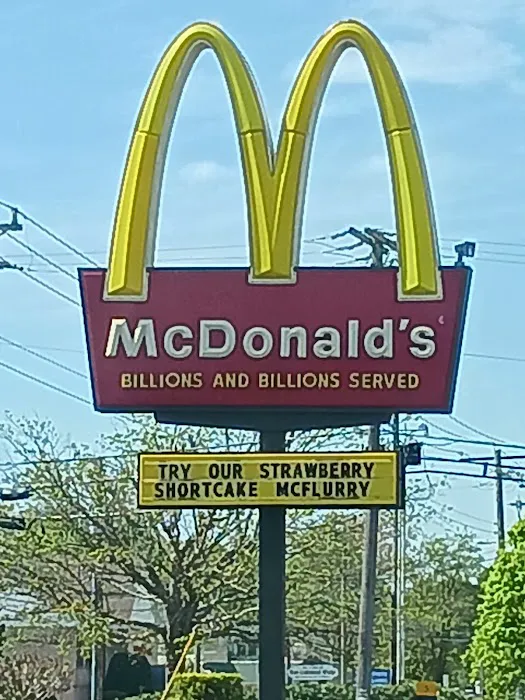 McDonald's
BILLIONS AND BILLIONS SERVED
TRY OUR STRAWBERRY
SHORTCAKE MCFLURRY